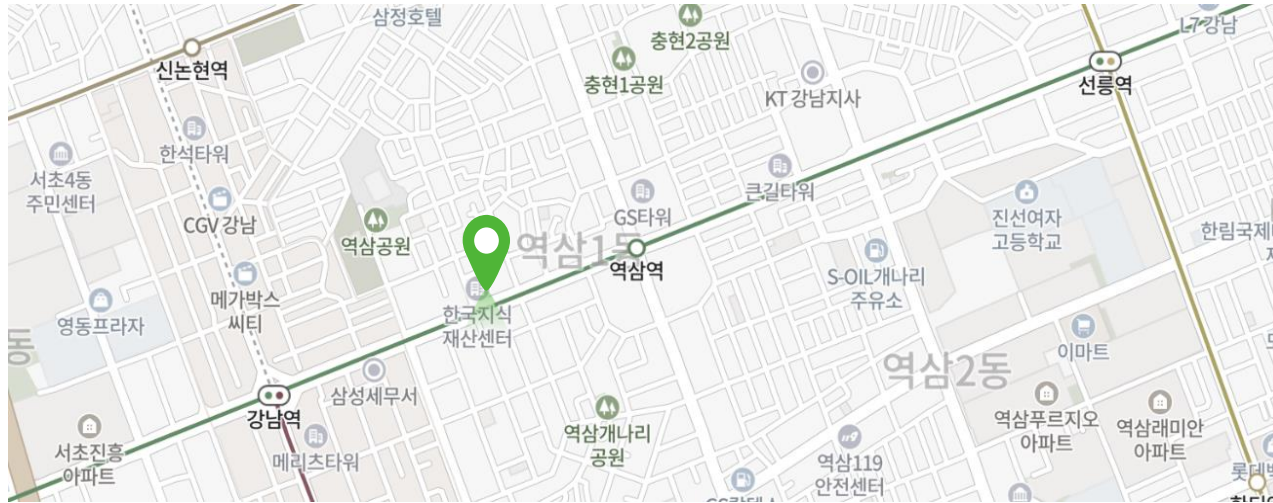 삼정호텔
충현2공원
L7강남
신논현역
충현1공원
KT강남지사
선릉역
한석타워
서초4동
주민센터
큰길타워
CGV강남
GS타워
진선여자
고등학교
역삼공원
역삼1동
역삼역
한림국제
S-OIL개나리
주유소
메가박스
씨티
영동프라자
한국지식
재산센터
동
이마트
역삼2동
삼성세무서
강남역
역삼개나리
공원
역삼푸르지오
아파트
역삼래미안
아파트
서초진흥
아파트
메리츠타워
역삼119
안전센터
롯데백